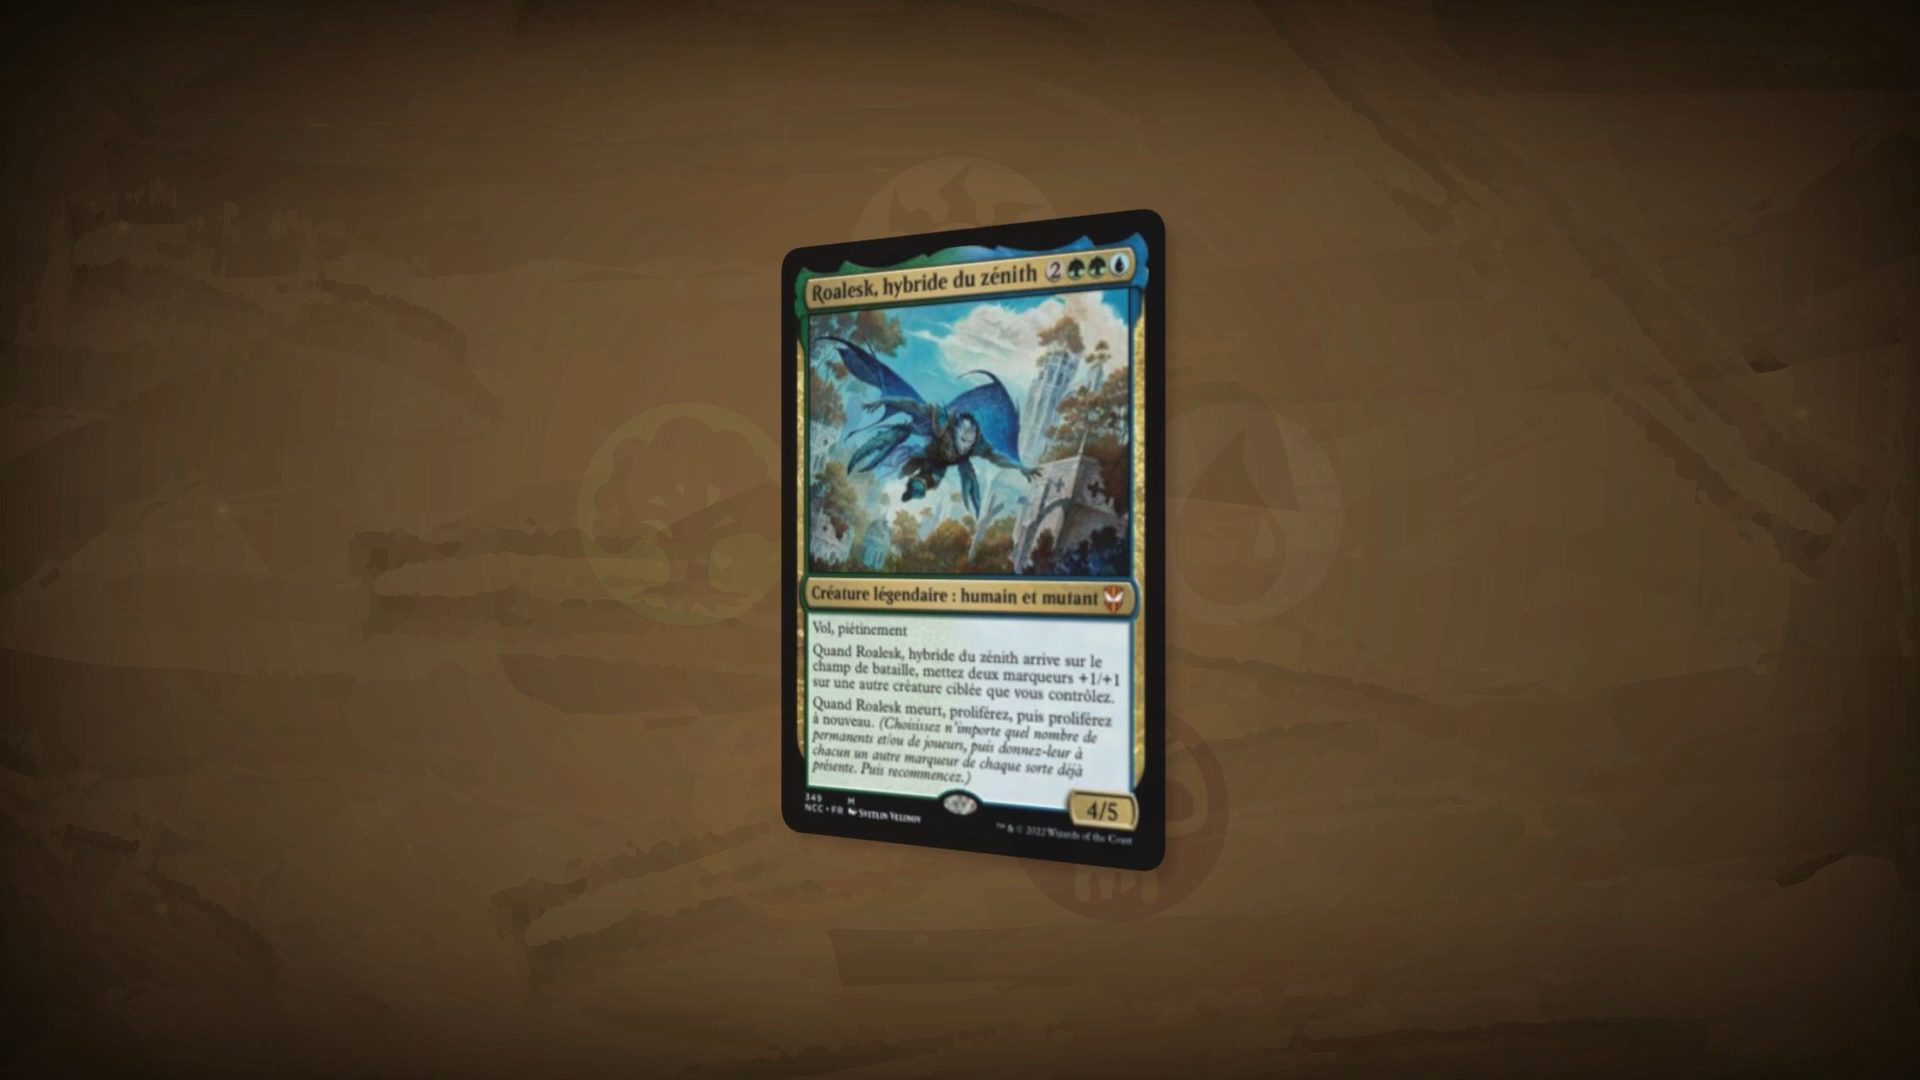 Roalesk, hybride du zénith 2
Créature légendaire : humain et mutant
Vol, piétinement
Quand Roalesk, hybride du zénith arrive sur le
champ de bataille, mettez deux marqueurs +1/+1
sur une autre créature ciblée que vous contrôlez.
Quand Roalesk meurt, proliférez, puis proliférez
à nouveau. (Choisissez n'importe quel nombre de
permanents et/ou de joueurs, puis donnez-leur à
chacun un autre marqueur de chaque sorte déjà
présente. Puis recommencez.)
4/5
349 M
NCC • FR Svetlin Velinov
™ & © 2022 Wizards of the Coast